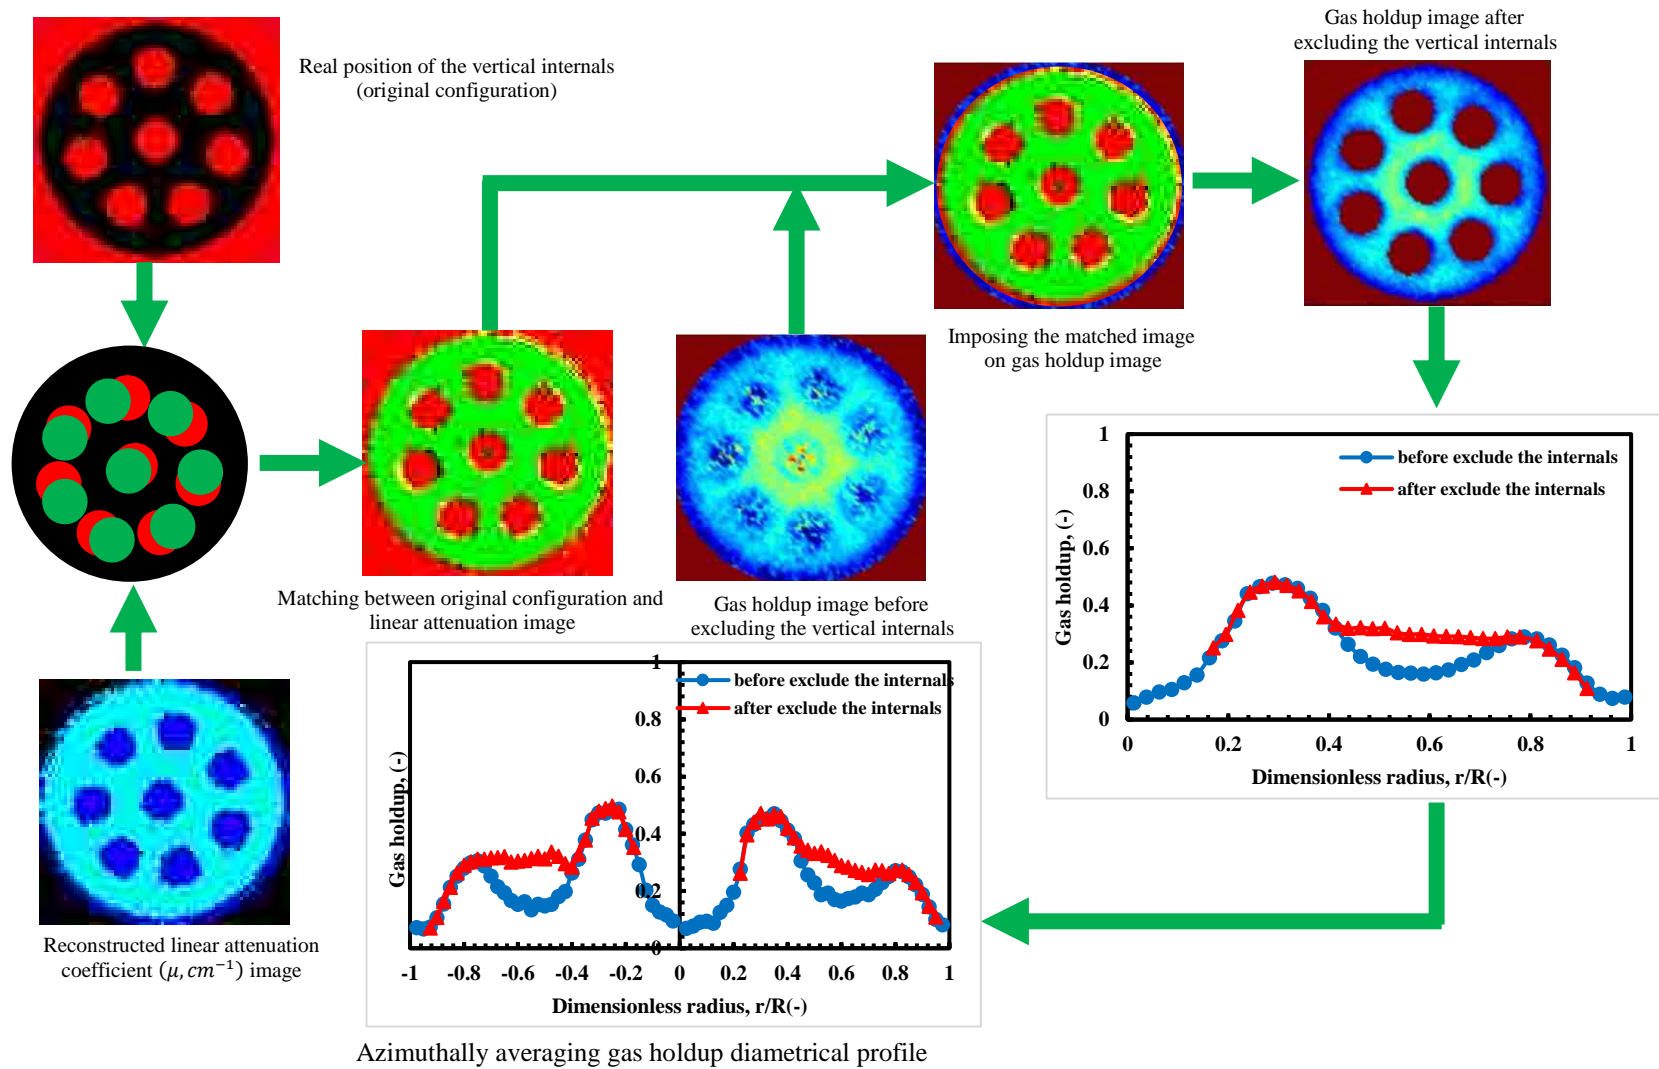 Real position of the vertical internals
(original configuration)
Gas holdup image after
excluding the vertical internals
Imposing the matched image
on gas holdup image
Matching between original configuration and
linear attenuation image
Gas holdup image before
excluding the vertical internals
Reconstructed linear attenuation
coefficient (μ, cm⁻¹) image
1
0.8
0.6
0.4
0.2
0
Gas holdup, (-)
before exclude the internals
after exclude the internals
0 0.2 0.4 0.6 0.8 1
Dimensionless radius, r/R(-)
1
0.8
0.6
0.4
0.2
0
Gas holdup, (-)
before exclude the internals
after exclude the internals
-1 -0.8 -0.6 -0.4 -0.2 0 0.2 0.4 0.6 0.8 1
Dimensionless radius, r/R(-)
Azimuthally averaging gas holdup diametrical profile